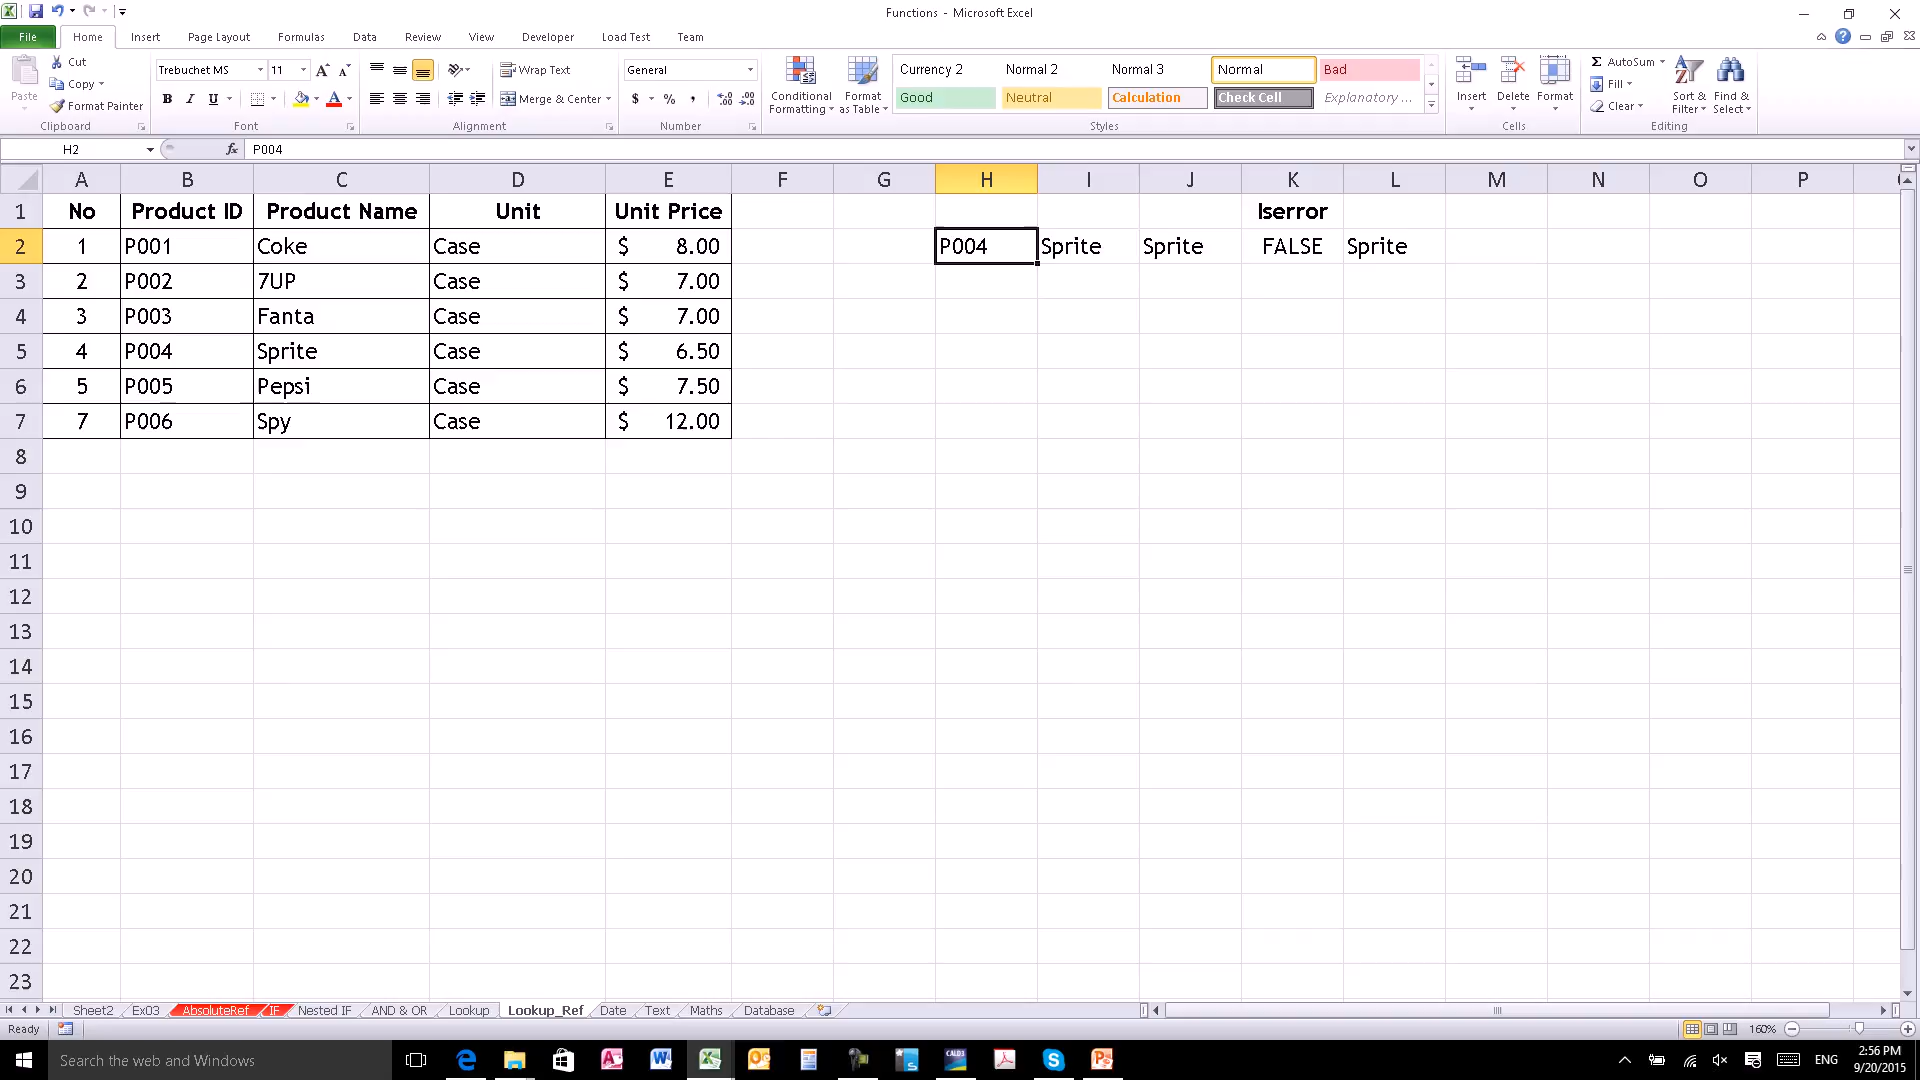 Functions - Microsoft Excel
File Home Insert Page Layout Formulas Data Review View Developer Load Test Team
Paste
Cut
Copy
Format Painter
Clipboard
Trebuchet MS 11
B I U
Font
Wrap Text
Merge & Center
Alignment
General
$ % ,
Number
Conditional Formatting
Format as Table
Currency 2 Normal 2 Normal 3 Normal Bad
Good Neutral Calculation Check Cell Explanatory ...
Styles
Insert Delete Format
Cells
Σ AutoSum
Fill
Clear
Sort & Filter
Find & Select
Editing
H2 fx P004
A B C D E F G H I J K L M N O P
1 No Product ID Product Name Unit Unit Price Iserror
2 1 P001 Coke Case $ 8.00 P004 Sprite Sprite FALSE Sprite
3 2 P002 7UP Case $ 7.00
4 3 P003 Fanta Case $ 7.00
5 4 P004 Sprite Case $ 6.50
6 5 P005 Pepsi Case $ 7.50
7 7 P006 Spy Case $ 12.00
8
9
10
11
12
13
14
15
16
17
18
19
20
21
22
23
Sheet2 Ex03 AbsoluteRef IF Nested IF AND & OR Lookup Lookup_Ref Date Text Maths Database
Ready 160%
Search the web and Windows
ENG
2:56 PM
9/20/2015